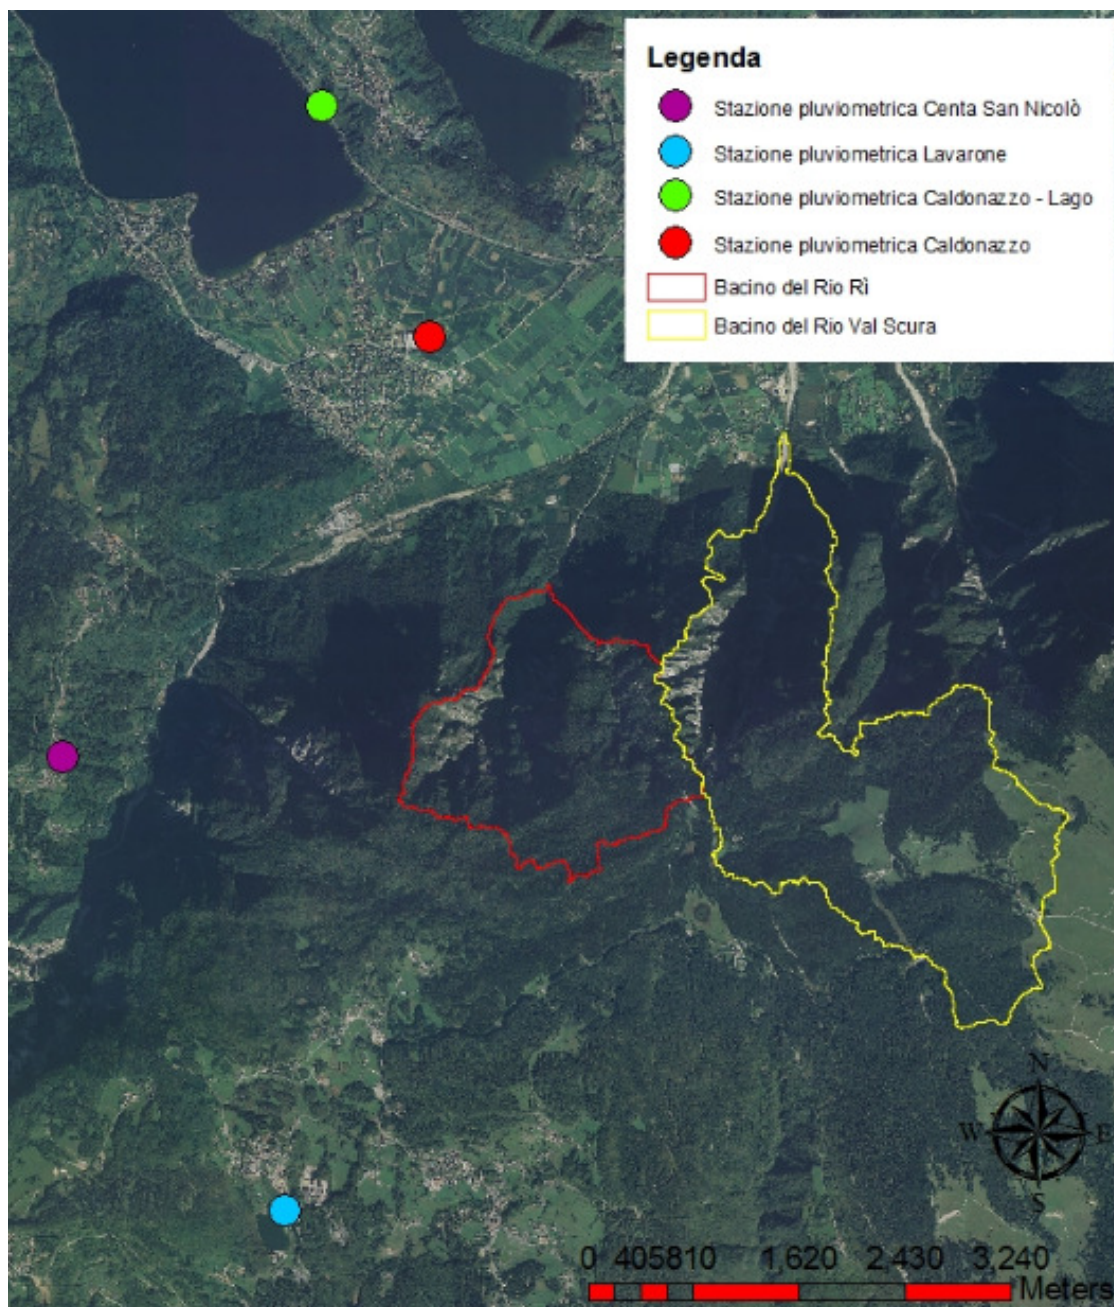 Legenda
Stazione pluviometrica Centa San Nicolò
Stazione pluviometrica Lavarone
Stazione pluviometrica Caldonazzo - Lago
Stazione pluviometrica Caldonazzo
Bacino del Rio Rì
Bacino del Rio Val Scura
N
W E
S
0 405810 1,620 2,430 3,240
Meters